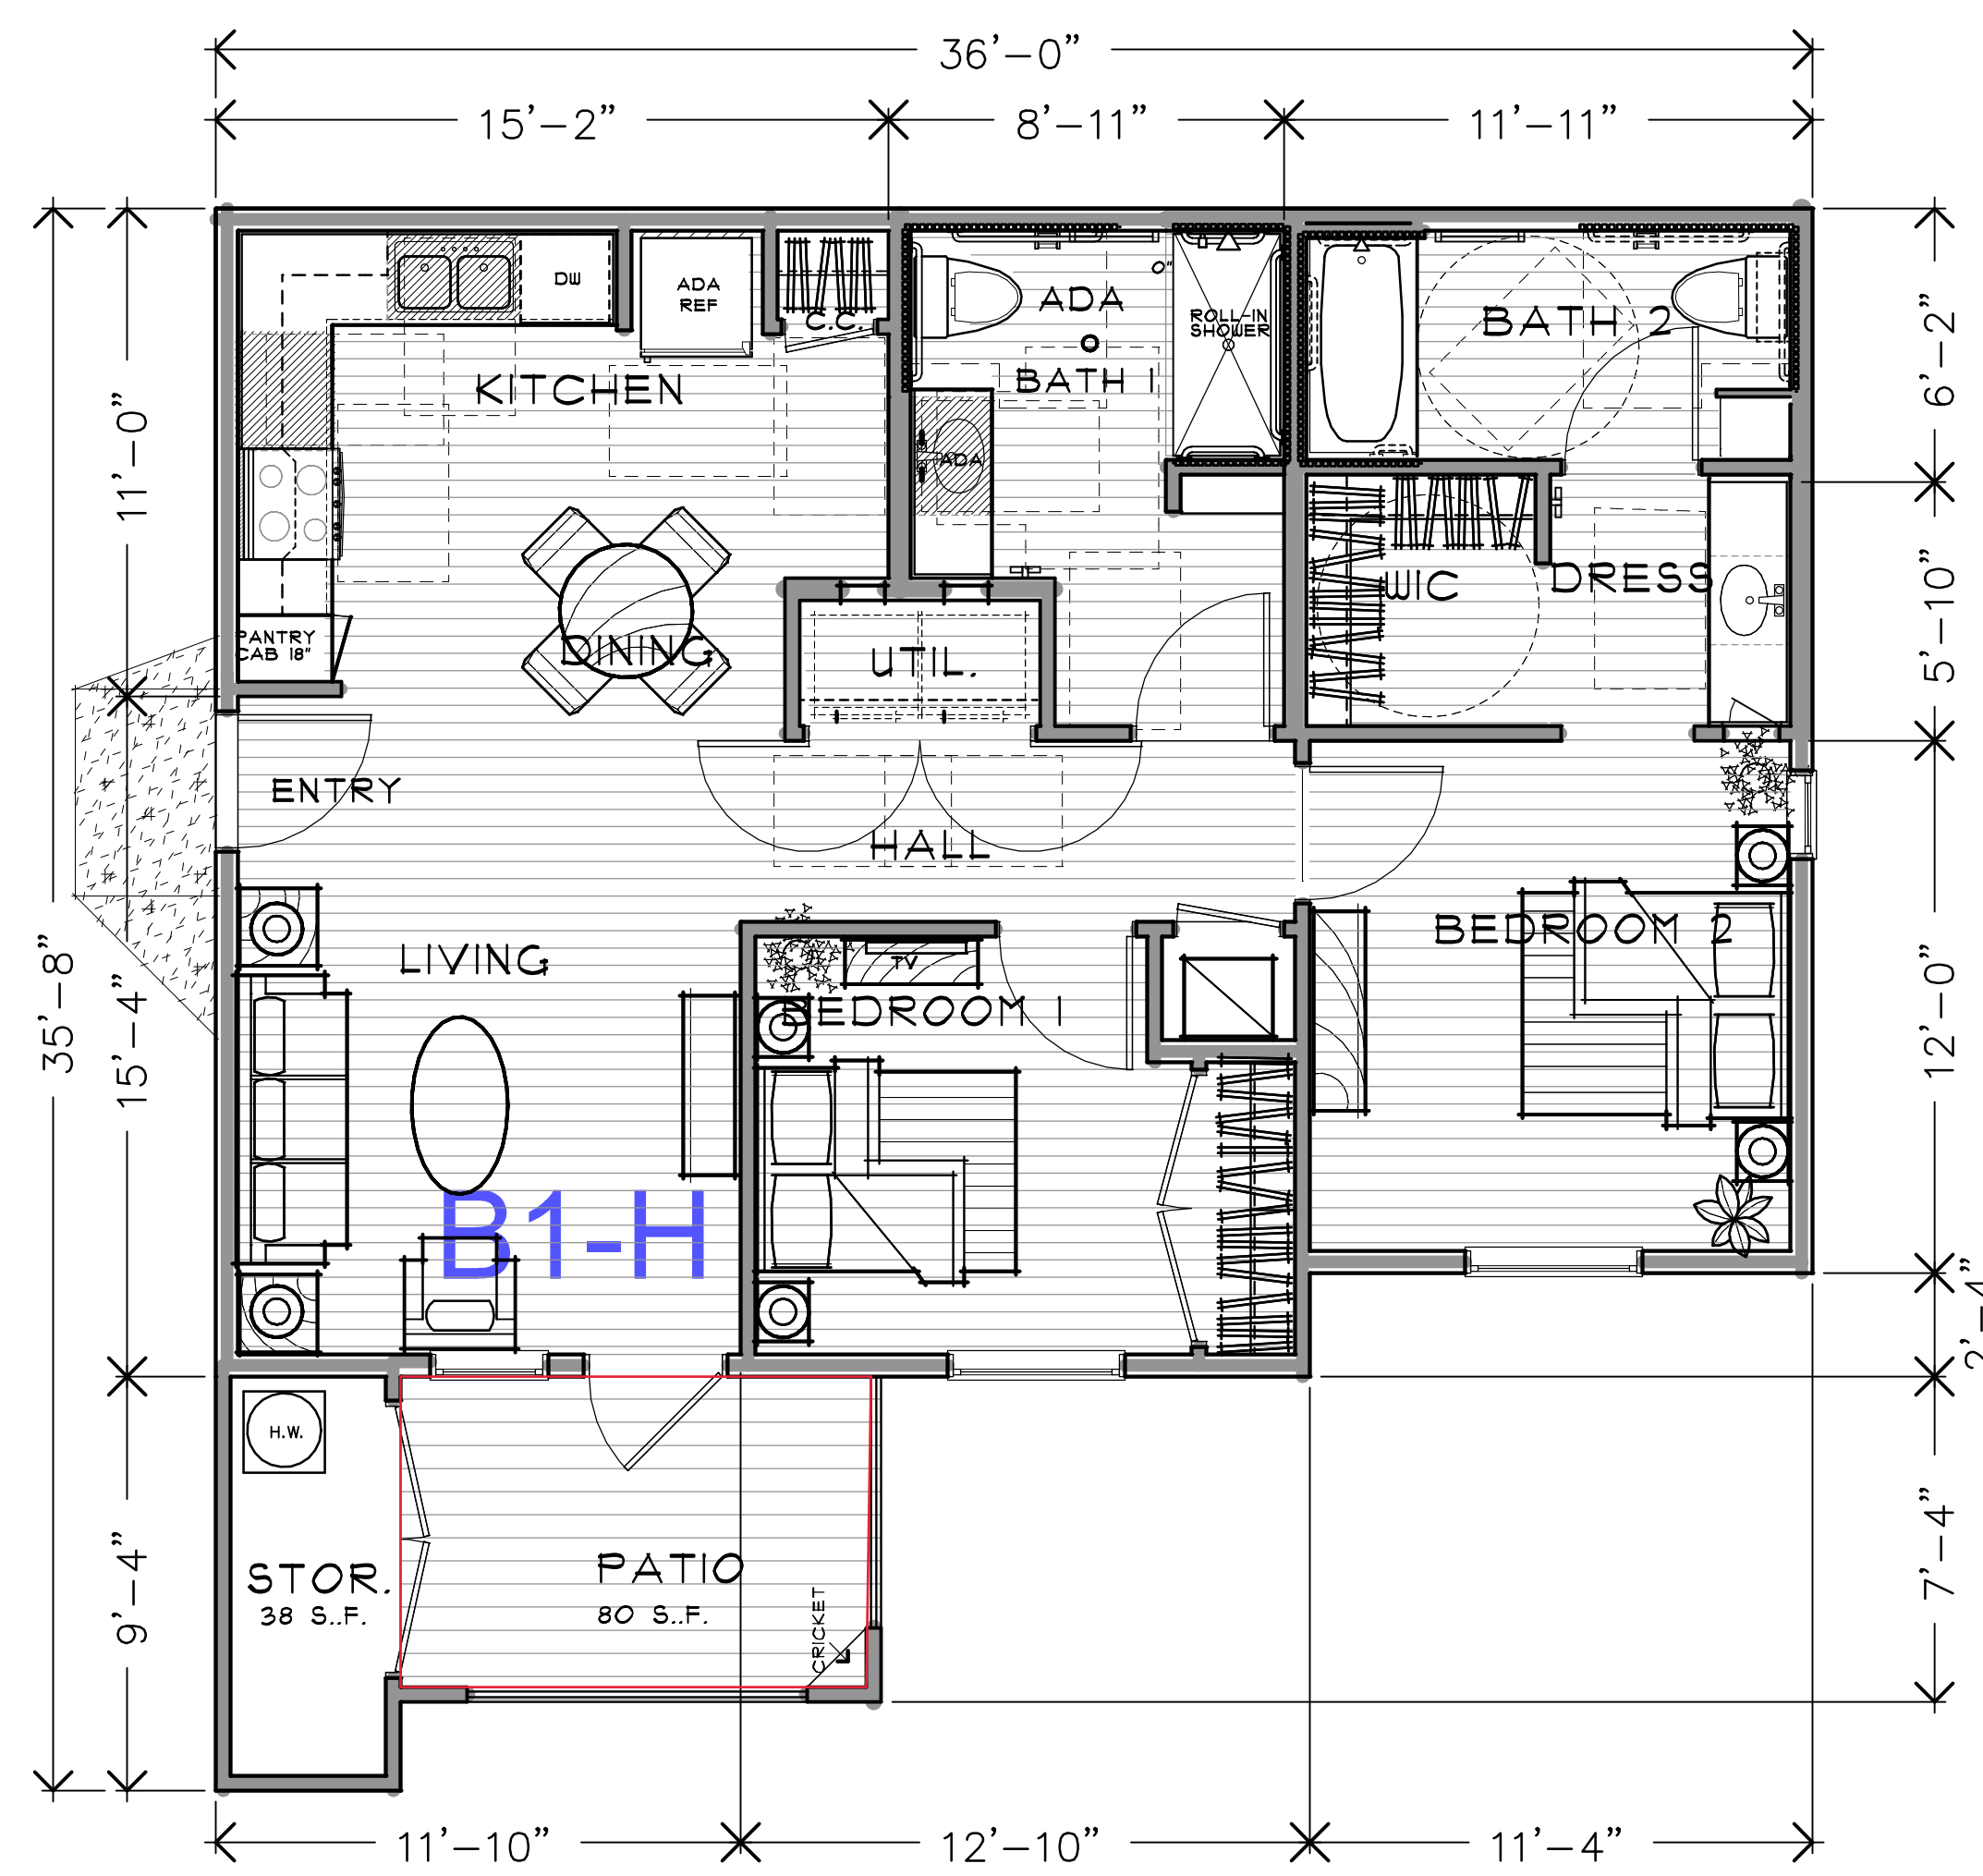 36'-0"
15'-2"
8'-11"
11'-11"
DW
ADA
REF
C.C.
KITCHEN
ADA
BATH 1
0"
ROLL-IN
SHOWER
BATH 2
ADA
6'-2"
11'-0"
PANTRY
CAB 18"
DINING
UTIL.
WIC
DRESS
5'-10"
ENTRY
HALL
LIVING
TV
BEDROOM 1
BEDROOM 2
35'-8"
15'-4"
12'-0"
B1-H
2'-4"
H.W.
STOR.
38 S..F.
PATIO
80 S..F.
CRICKET
9'-4"
7'-4"
11'-10"
12'-10"
11'-4"